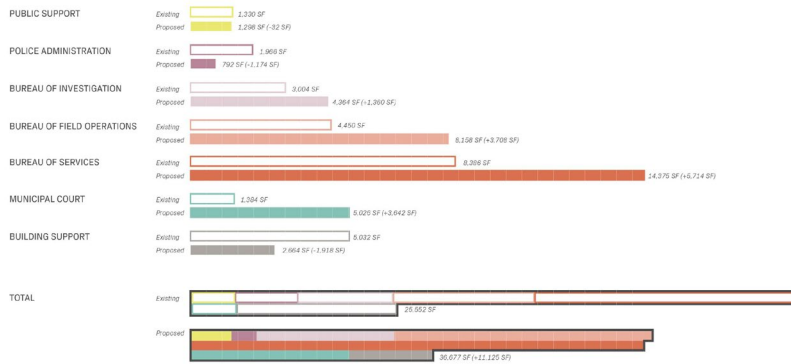 PUBLIC SUPPORT
Existing 1,330 SF
Proposed 1,298 SF (-32 SF)
POLICE ADMINISTRATION
Existing 1,966 SF
Proposed 792 SF (-1,174 SF)
BUREAU OF INVESTIGATION
Existing 3,004 SF
Proposed 4,364 SF (+1,360 SF)
BUREAU OF FIELD OPERATIONS
Existing 4,450 SF
Proposed 8,158 SF (+3,708 SF)
BUREAU OF SERVICES
Existing 8,386 SF
Proposed 14,375 SF (+5,714 SF)
MUNICIPAL COURT
Existing 1,384 SF
Proposed 5,026 SF (+3,642 SF)
BUILDING SUPPORT
Existing 5,032 SF
Proposed 2,664 SF (-1,918 SF)
TOTAL
Existing
25,552 SF
Proposed
36,677 SF (+11,125 SF)